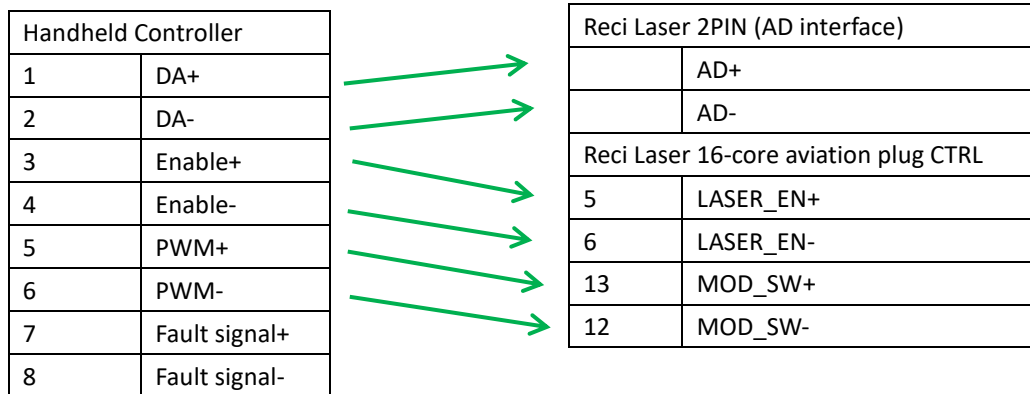 Handheld Controller
1 DA+
2 DA-
3 Enable+
4 Enable-
5 PWM+
6 PWM-
7 Fault signal+
8 Fault signal-
Reci Laser 2PIN (AD interface)
AD+
AD-
Reci Laser 16-core aviation plug CTRL
5 LASER_EN+
6 LASER_EN-
13 MOD_SW+
12 MOD_SW-